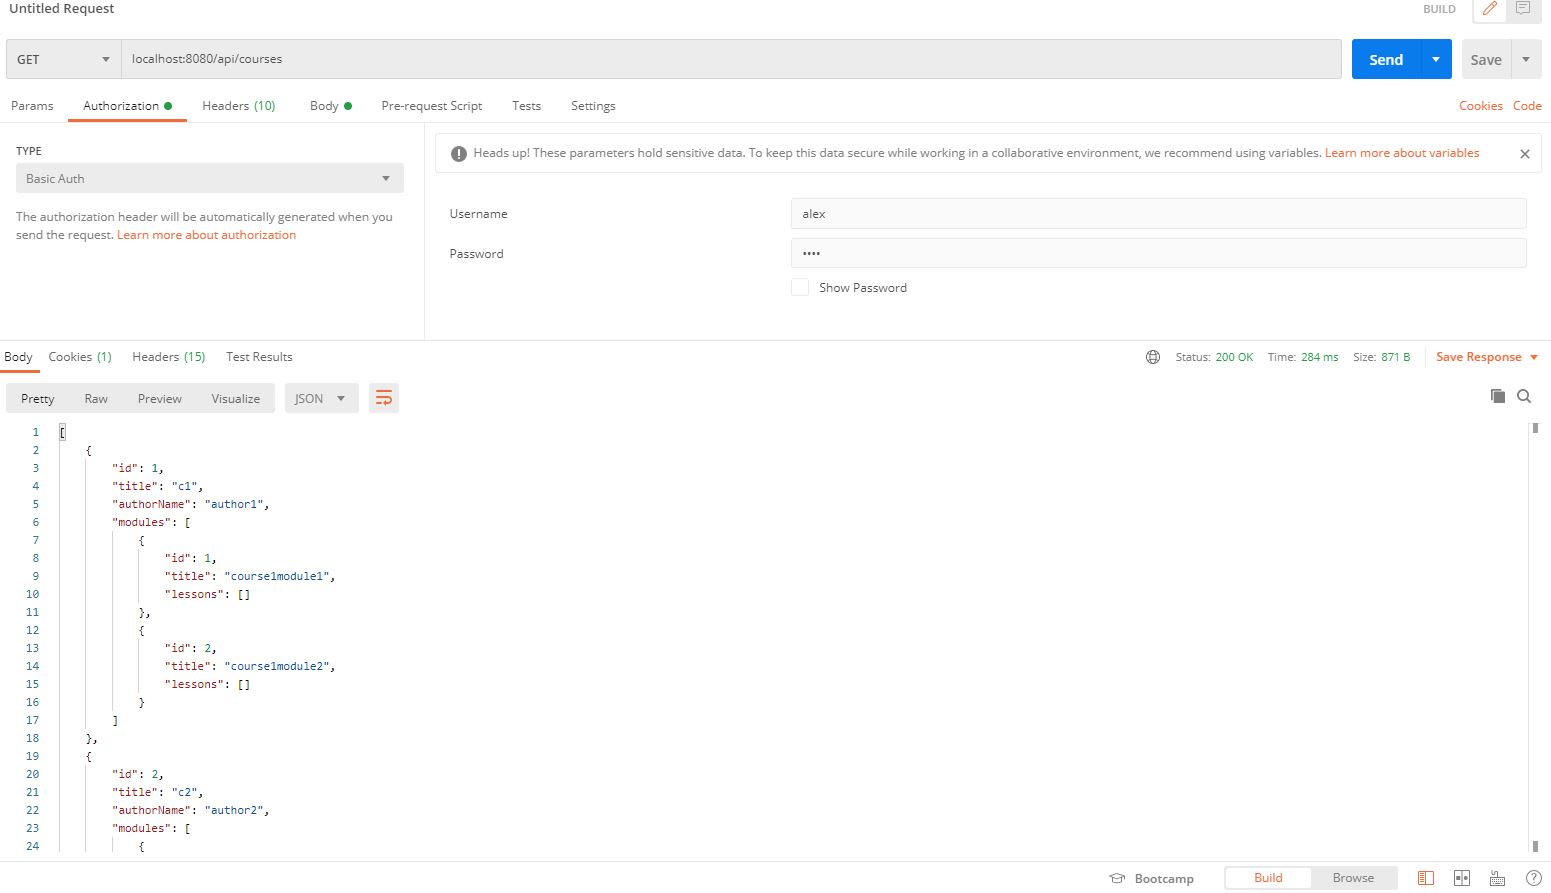 Untitled Request
BUILD
GET
localhost:8080/api/courses
Send
Save
Params Authorization Headers (10) Body Pre-request Script Tests Settings
Cookies Code
TYPE
Basic Auth
The authorization header will be automatically generated when you
send the request. Learn more about authorization
Heads up! These parameters hold sensitive data. To keep this data secure while working in a collaborative environment, we recommend using variables. Learn more about variables
Username
alex
Password
••••
Show Password
Body Cookies (1) Headers (15) Test Results
Status: 200 OK Time: 284 ms Size: 871 B Save Response
Pretty Raw Preview Visualize JSON
1 [
2 {
3 "id": 1,
4 "title": "c1",
5 "authorName": "author1",
6 "modules": [
7 {
8 "id": 1,
9 "title": "course1module1",
10 "lessons": []
11 },
12 {
13 "id": 2,
14 "title": "course1module2",
15 "lessons": []
16 }
17 ]
18 },
19 {
20 "id": 2,
21 "title": "c2",
22 "authorName": "author2",
23 "modules": [
24 {
Bootcamp Build Browse